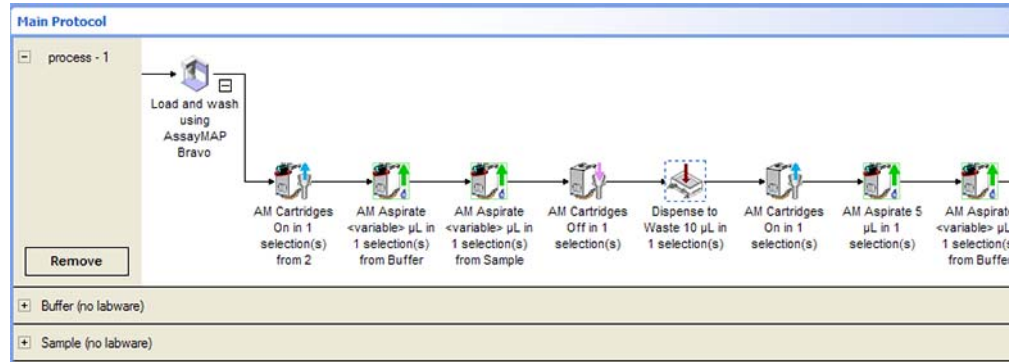 Main Protocol
process - 1
Load and wash
using
AssayMAP
Bravo
AM Cartridges
On in 1
selection(s)
from 2
AM Aspirate
<variable> µL in
1 selection(s)
from Buffer
AM Aspirate
<variable> µL in
1 selection(s)
from Sample
AM Cartridges
Off in 1
selection(s)
Dispense to
Waste 10 µL in
1 selection(s)
AM Cartridges
On in 1
selection(s)
AM Aspirate 5
µL in 1
selection(s)
AM Aspirat
<variable> µL
1 selection(s
from Buffe
Remove
Buffer (no labware)
Sample (no labware)